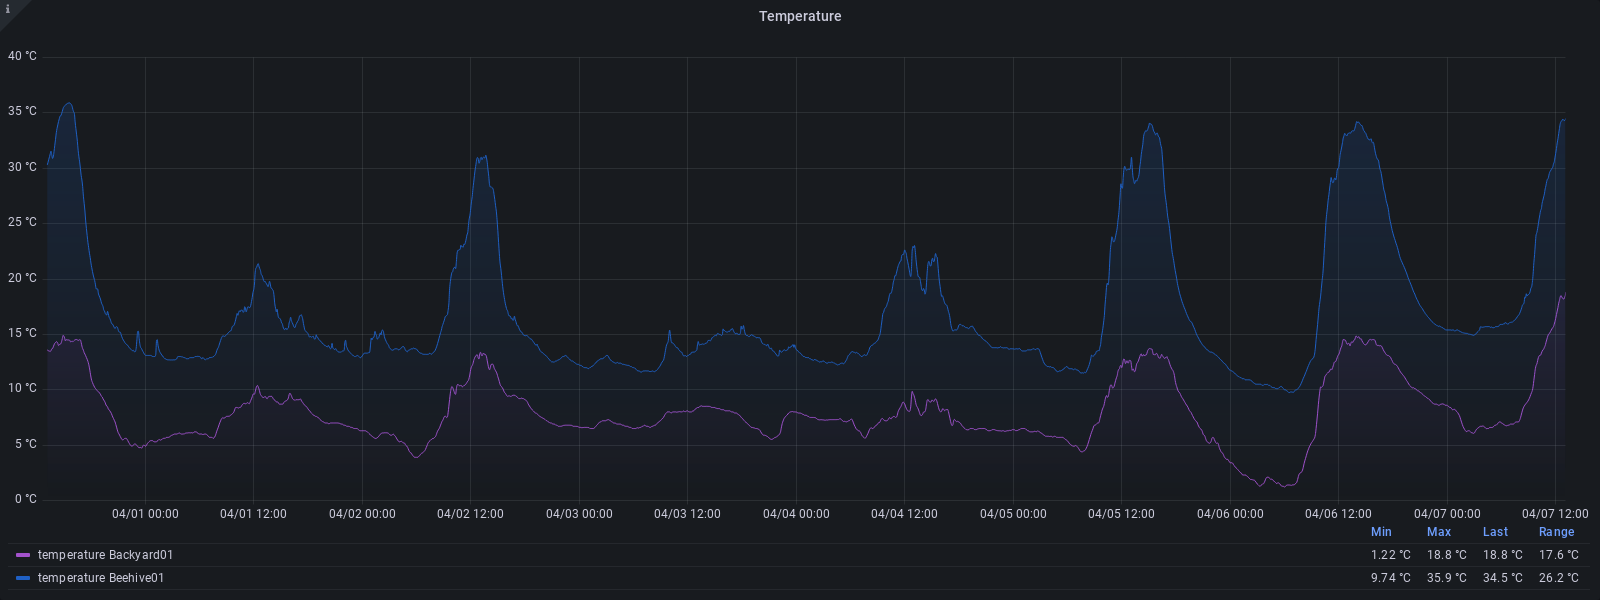 i
Temperature
40 °C
35 °C
30 °C
25 °C
20 °C
15 °C
10 °C
5 °C
0 °C
04/01 00:00 04/01 12:00 04/02 00:00 04/02 12:00 04/03 00:00 04/03 12:00 04/04 00:00 04/04 12:00 04/05 00:00 04/05 12:00 04/06 00:00 04/06 12:00 04/07 00:00 04/07 12:00
Min Max Last Range
temperature Backyard01 1.22 °C 18.8 °C 18.8 °C 17.6 °C
temperature Beehive01 9.74 °C 35.9 °C 34.5 °C 26.2 °C